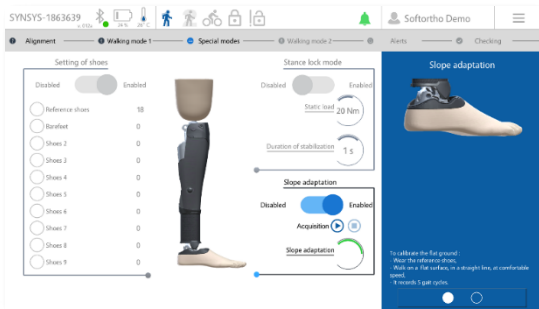 SYNSYS-1863639
Softortho Demo
Alignment
Walking mode 1
Special modes
Walking mode 2
Alerts
Checking
Setting of shoes
Disabled
Enabled
Reference shoes 18
Barefeet 0
Shoes 2 0
Shoes 3 0
Shoes 4 0
Shoes 5 0
Shoes 6 0
Shoes 7 0
Shoes 8 0
Shoes 9 0
Stance lock mode
Disabled
Enabled
Static load
20 Nm
Duration of stabilization
1 s
Slope adaptation
Disabled
Enabled
Acquisition
Slope adaptation
Slope adaptation
To calibrate the flat ground :
- Wear the reference shoes,
- Walk on a flat surface, in a straight line, at comfortable
speed,
- It records 5 gait cycles.